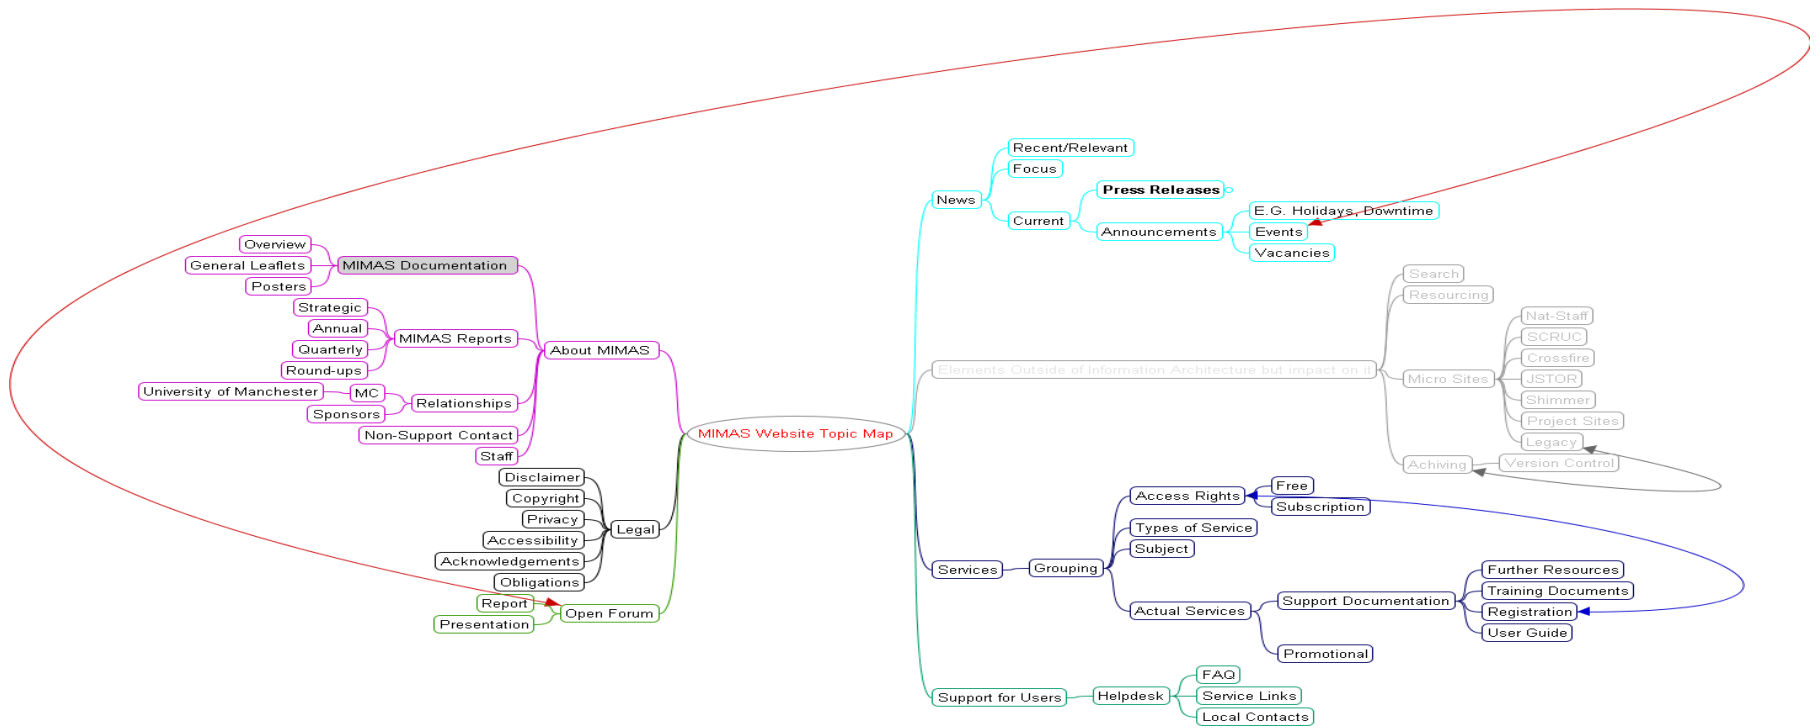 Recent/Relevant
Focus
News
Press Releases
Current
E.G. Holidays, Downtime
Announcements
Events
Vacancies
Overview
General Leaflets
MIMAS Documentation
Posters
Strategic
Annual
MIMAS Reports
Quarterly
Round-ups
About MIMAS
University of Manchester
MC
Relationships
Sponsors
Non-Support Contact
Staff
Search
Resourcing
Elements Outside of Information Architecture but impact on it
Nat-Staff
SCRUC
Crossfire
Micro Sites
JSTOR
Shimmer
Project Sites
Legacy
Achiving
Version Control
MIMAS Website Topic Map
Disclaimer
Copyright
Privacy
Legal
Accessibility
Acknowledgements
Obligations
Report
Open Forum
Presentation
Access Rights
Free
Subscription
Types of Service
Subject
Services
Grouping
Actual Services
Support Documentation
Further Resources
Training Documents
Registration
User Guide
Promotional
Support for Users
Helpdesk
FAQ
Service Links
Local Contacts